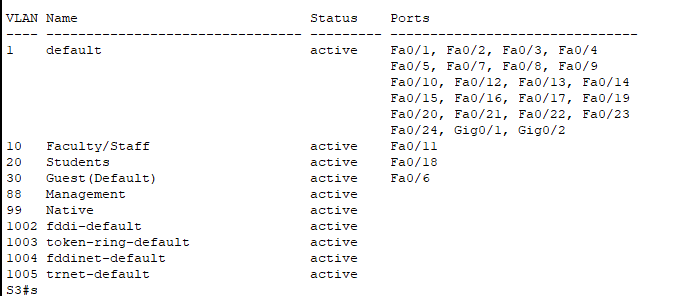 VLAN Name                             Status    Ports
---- -------------------------------- --------- -------------------------------
1    default                          active    Fa0/1, Fa0/2, Fa0/3, Fa0/4
                                                Fa0/5, Fa0/7, Fa0/8, Fa0/9
                                                Fa0/10, Fa0/12, Fa0/13, Fa0/14
                                                Fa0/15, Fa0/16, Fa0/17, Fa0/19
                                                Fa0/20, Fa0/21, Fa0/22, Fa0/23
                                                Fa0/24, Gig0/1, Gig0/2
10   Faculty/Staff                    active    Fa0/11
20   Students                         active    Fa0/18
30   Guest(Default)                   active    Fa0/6
88   Management                       active
99   Native                           active
1002 fddi-default                     active
1003 token-ring-default               active
1004 fddinet-default                  active
1005 trnet-default                    active
S3#s